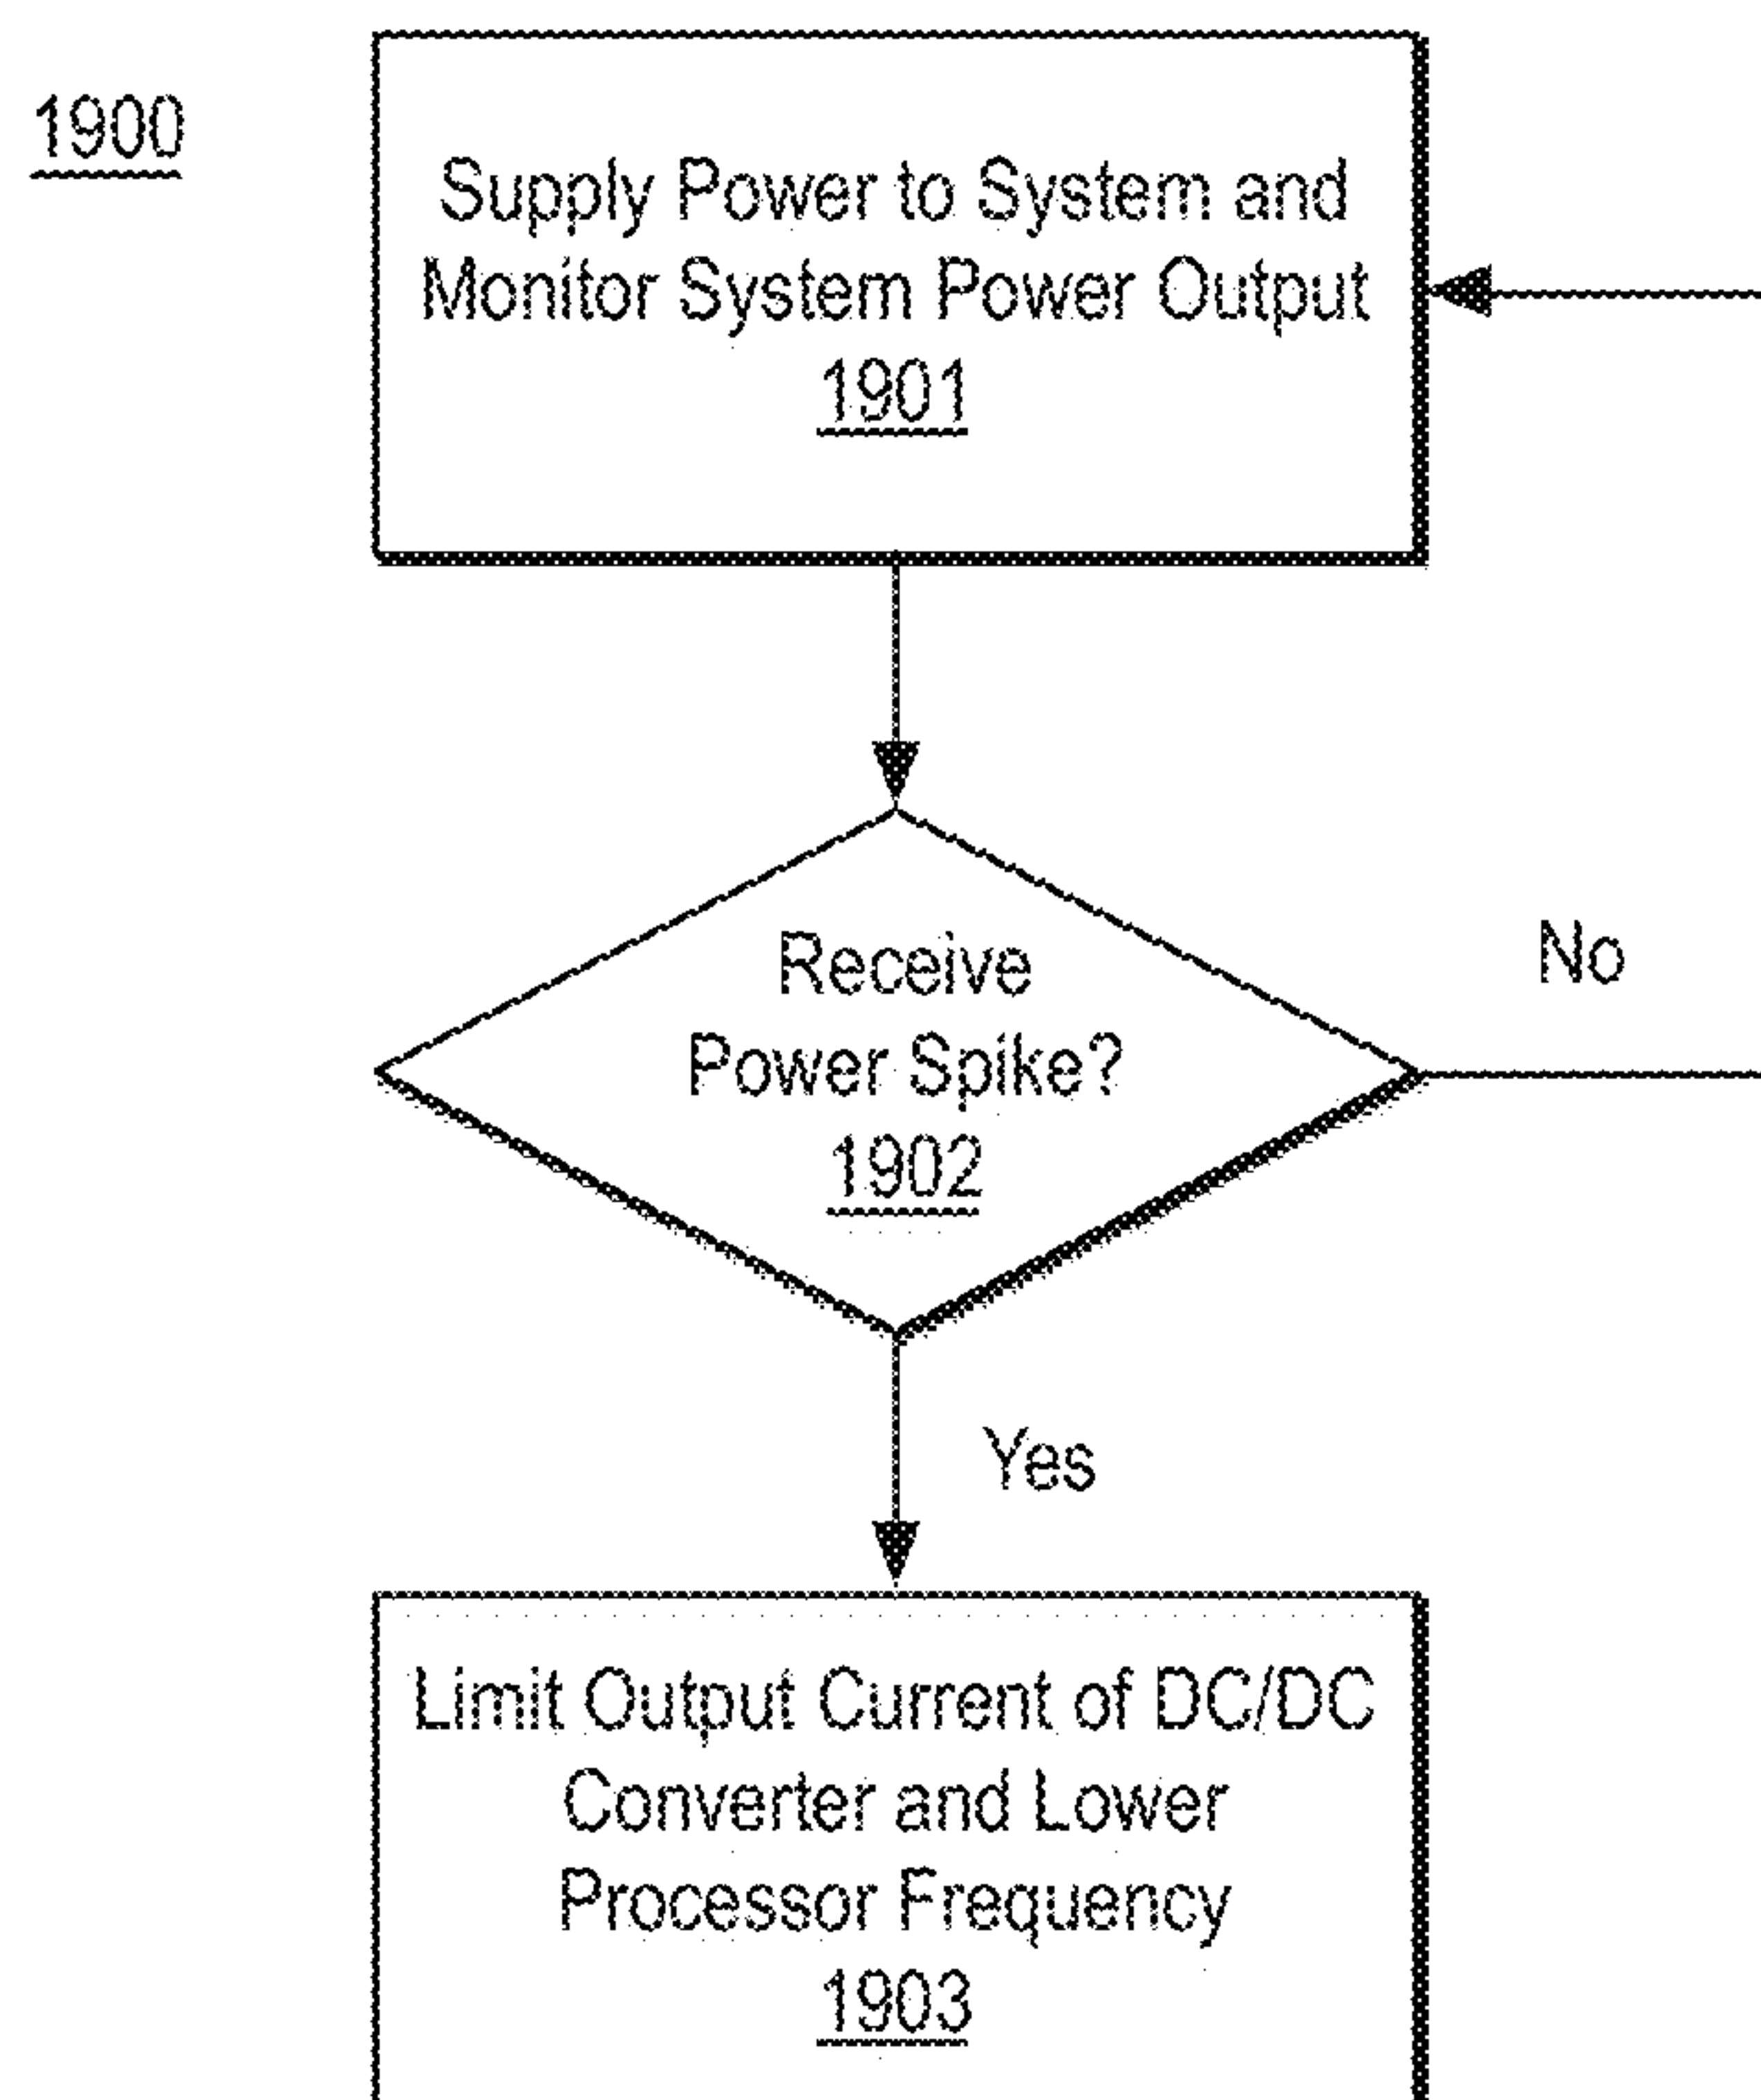 1900
Supply Power to System and
Monitor System Power Output
1901
Receive
Power Spike?
1902
No
Yes
Limit Output Current of DC/DC
Converter and Lower
Processor Frequency
1903